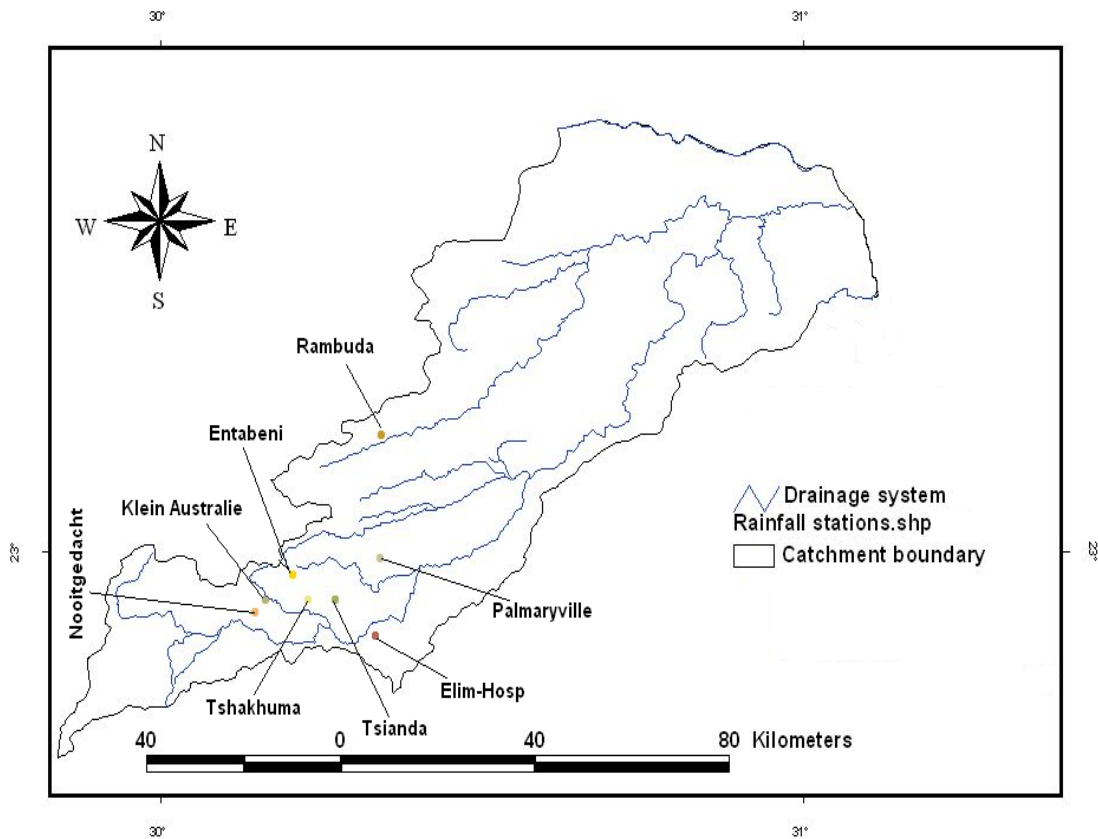 30°
31°
N
W
E
S
Rambuda
Entabeni
Klein Australie
Drainage system
Rainfall stations.shp
Catchment boundary
23°
23°
Nooitgedacht
Palmaryville
Elim-Hosp
Tshakhuma
Tsianda
40 0 40 80 Kilometers
30°
31°